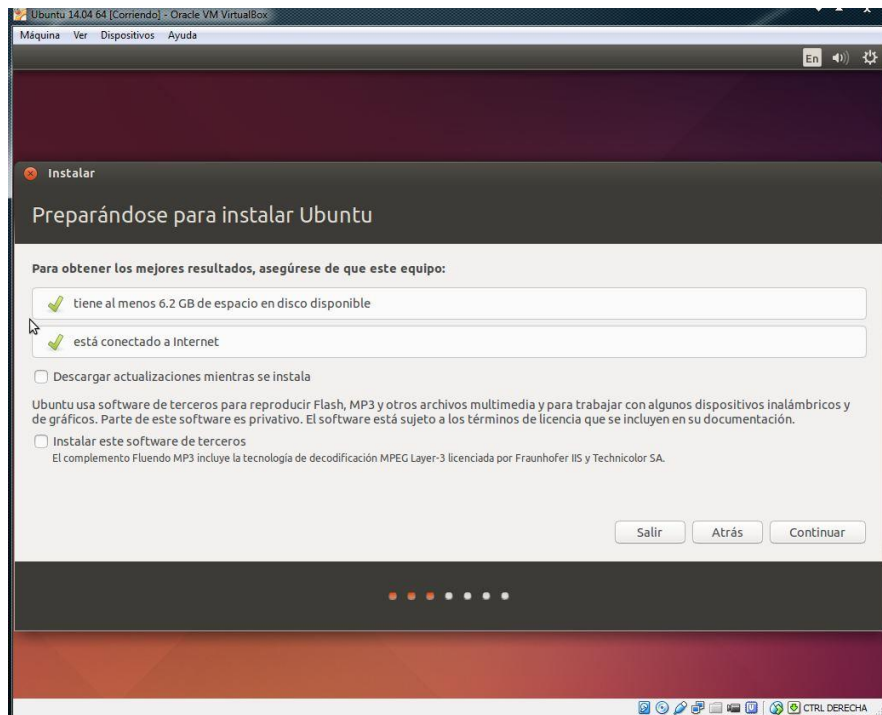 Ubuntu 14.04 64 [Corriendo] - Oracle VM VirtualBox
Máquina Ver Dispositivos Ayuda
En
Instalar
Preparándose para instalar Ubuntu
Para obtener los mejores resultados, asegúrese de que este equipo:
tiene al menos 6.2 GB de espacio en disco disponible
está conectado a Internet
Descargar actualizaciones mientras se instala
Ubuntu usa software de terceros para reproducir Flash, MP3 y otros archivos multimedia y para trabajar con algunos dispositivos inalámbricos y
de gráficos. Parte de este software es privativo. El software está sujeto a los términos de licencia que se incluyen en su documentación.
Instalar este software de terceros
El complemento Fluendo MP3 incluye la tecnología de decodificación MPEG Layer-3 licenciada por Fraunhofer IIS y Technicolor SA.
Salir Atrás Continuar
CTRL DERECHA